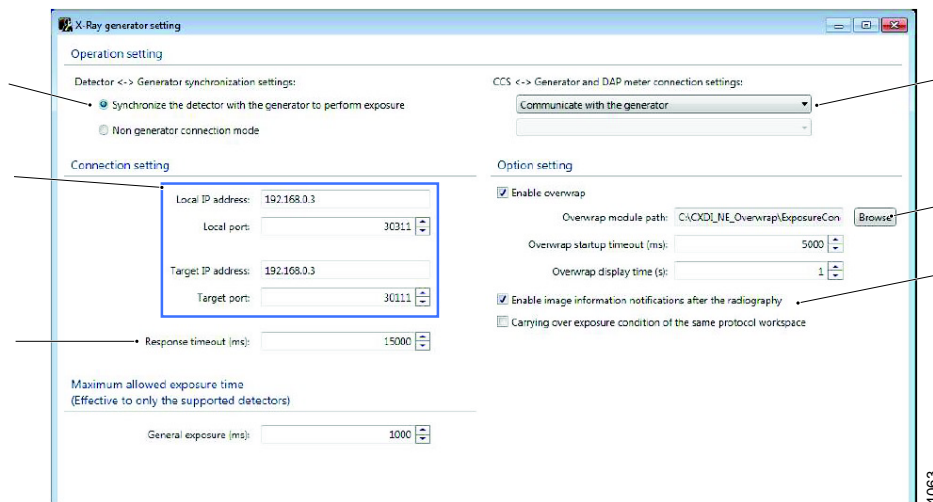 X-Ray generator setting
Operation setting
Detector <-> Generator synchronization settings:
Synchronize the detector with the generator to perform exposure
Non generator connection mode
CCS <-> Generator and DAP meter connection settings:
Communicate with the generator
Connection setting
Local IP address: 192.168.0.3
Local port: 30311
Target IP address: 192.168.0.3
Target port: 30111
Response timeout (ms): 15000
Maximum allowed exposure time
(Effective to only the supported detectors)
General exposure (ms): 1000
Option setting
Enable overwrap
Overwrap module path: C:\CXDI_NE_Overwrap\ExposureCon Browse
Overwrap startup timeout (ms): 5000
Overwrap display time (s): 1
Enable image information notifications after the radiography
Carrying over exposure condition of the same protocol workspace